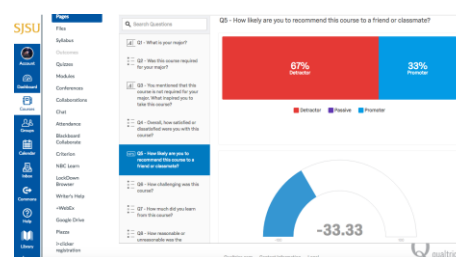 SJSU
Account
Dashboard
Courses
Groups
Calendar
Inbox
Commons
Help
Library
Pages
Files
Syllabus
Outcomes
Quizzes
Modules
Conferences
Collaborations
Chat
Attendance
Blackboard
Collaborate
Criterion
NBC Learn
LockDown
Browser
Writer's Help
+WebEx
Google Drive
Piazza
InclUser
registration
Search Questions
Q1 - What is your major?
Q2 - Was this course required
for your major?
Q3 - You mentioned that this
course is not required for your
major. What inspired you to
take this course?
Q4 - Overall, how satisfied or
dissatisfied were you with this
course?
Q5 - How likely are you to
recommend this course to a
friend or classmate?
Q6 - How challenging was this
course?
Q7 - How much did you learn
from this course?
Q8 - How reasonable or
unreasonable was the
Q5 - How likely are you to recommend this course to a friend or classmate?
67%
Detractor
33%
Promoter
Detractor
Passive
Promoter
-33.33
qualtric